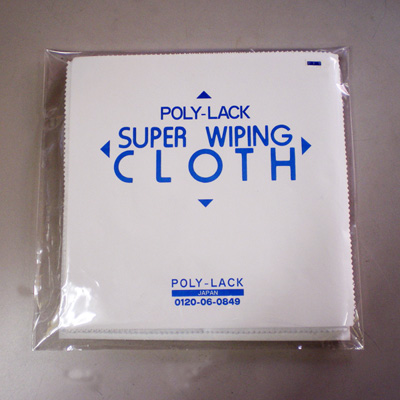 POLY-LACK
SUPER WIPING
CLOTH
POLY-LACK
JAPAN
0120-06-0849